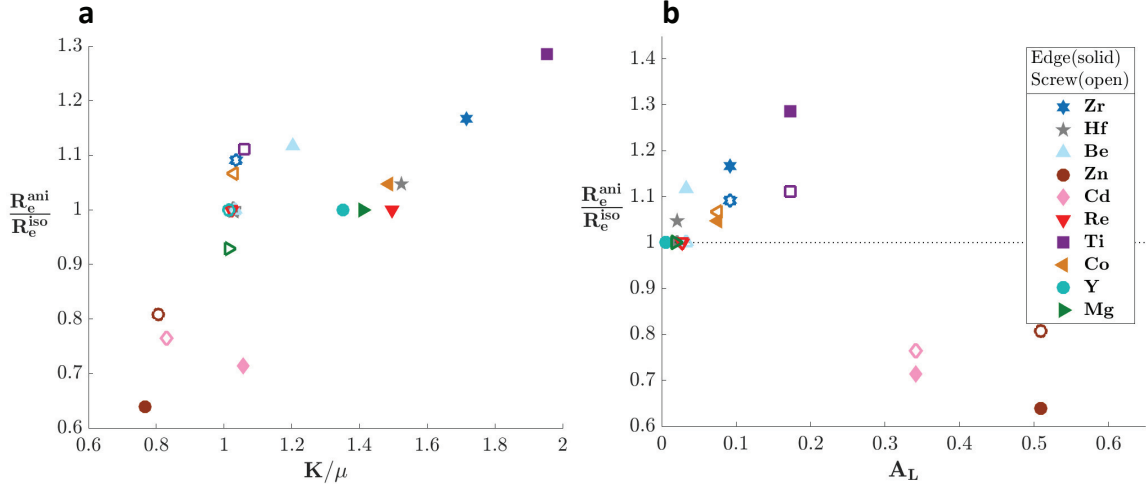 a
1.3
1.2
1.1
1
0.9
0.8
0.7
0.6
R_e^ani
R_e^iso
0.6 0.8 1 1.2 1.4 1.6 1.8 2
K/μ
b
1.4
1.3
1.2
1.1
1
0.9
0.8
0.7
0.6
R_e^ani
R_e^iso
0 0.1 0.2 0.3 0.4 0.5 0.6
A_L
Edge(solid)
Screw(open)
Zr
Hf
Be
Zn
Cd
Re
Ti
Co
Y
Mg